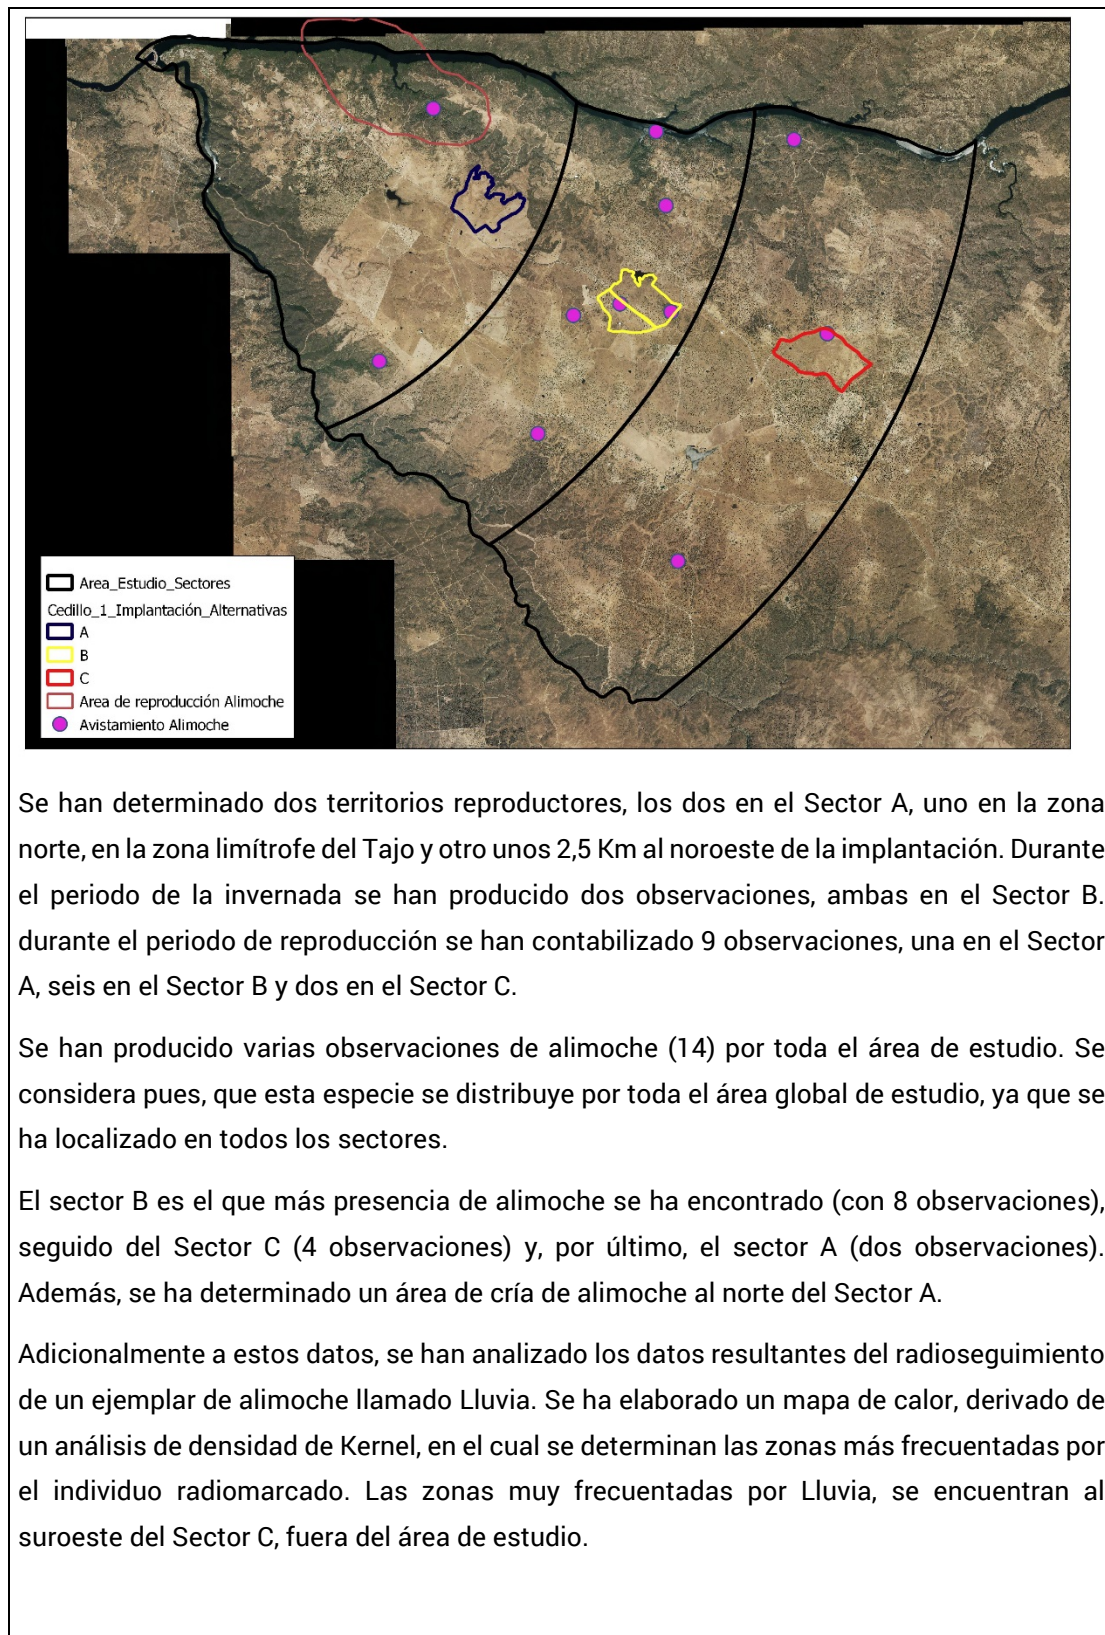 Area_Estudio_Sectores
Cedillo_1_Implantación_Alternativas
A
B
C
Area de reproducción Alimoche
Avistamiento Alimoche
Se han determinado dos territorios reproductores, los dos en el Sector A, uno en la zona
norte, en la zona limítrofe del Tajo y otro unos 2,5 Km al noroeste de la implantación. Durante
el periodo de la invernada se han producido dos observaciones, ambas en el Sector B.
durante el periodo de reproducción se han contabilizado 9 observaciones, una en el Sector
A, seis en el Sector B y dos en el Sector C.
Se han producido varias observaciones de alimoche (14) por toda el área de estudio. Se
considera pues, que esta especie se distribuye por toda el área global de estudio, ya que se
ha localizado en todos los sectores.
El sector B es el que más presencia de alimoche se ha encontrado (con 8 observaciones),
seguido del Sector C (4 observaciones) y, por último, el sector A (dos observaciones).
Además, se ha determinado un área de cría de alimoche al norte del Sector A.
Adicionalmente a estos datos, se han analizado los datos resultantes del radioseguimiento
de un ejemplar de alimoche llamado Lluvia. Se ha elaborado un mapa de calor, derivado de
un análisis de densidad de Kernel, en el cual se determinan las zonas más frecuentadas por
el individuo radiomarcado. Las zonas muy frecuentadas por Lluvia, se encuentran al
suroeste del Sector C, fuera del área de estudio.